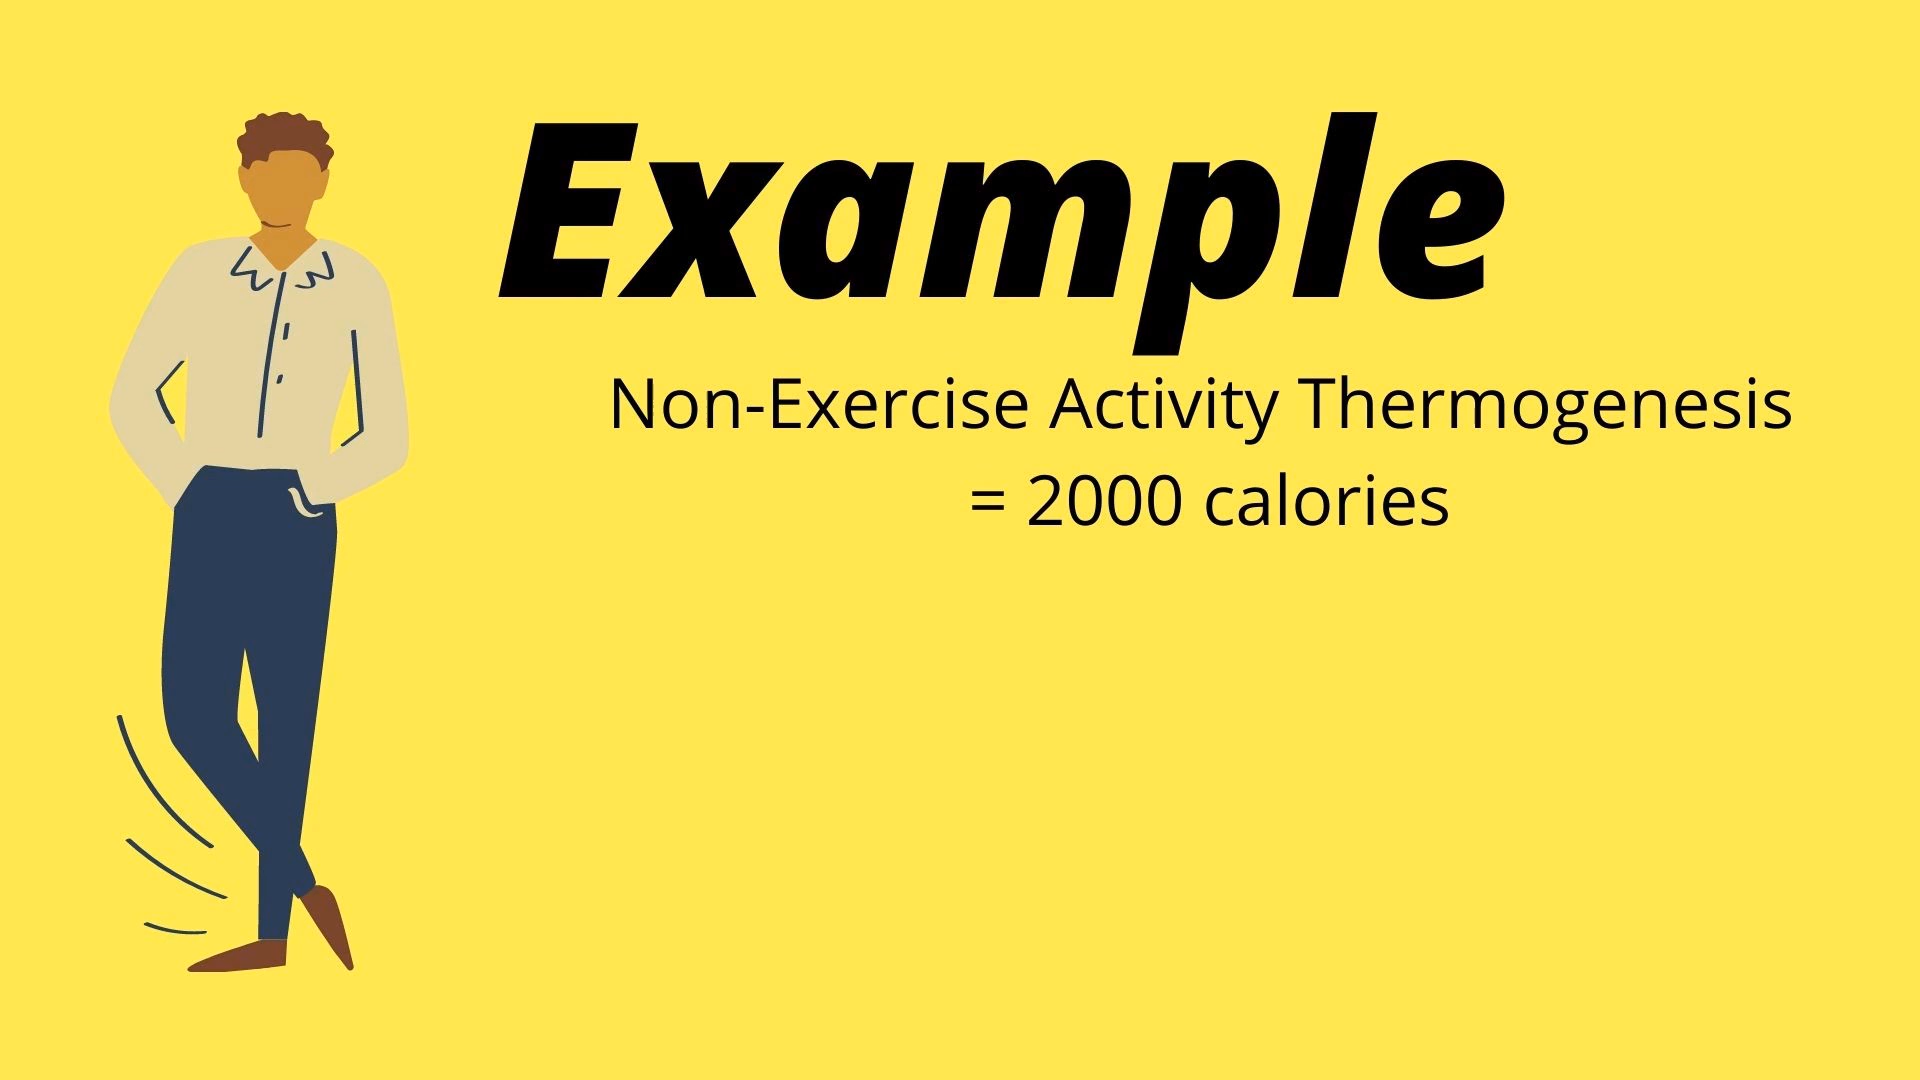 Example
Non-Exercise Activity Thermogenesis
= 2000 calories